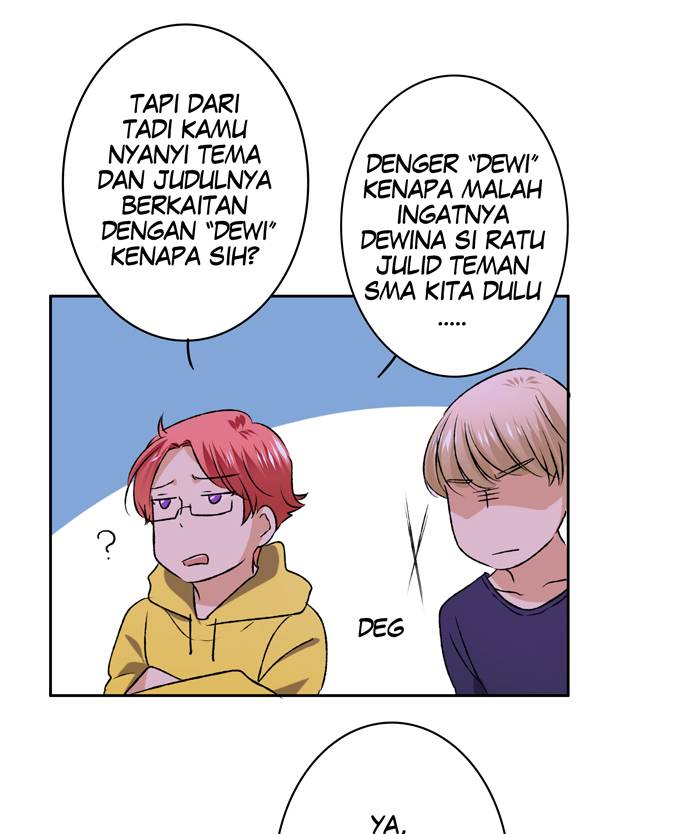 TAPI DARI
TADI KAMU
NYANYI TEMA
DAN JUDULNYA
BERKAITAN
DENGAN "DEWI"
KENAPA SIH?
DENGER "DEWI"
KENAPA MALAH
INGATNYA
DEWINA SI RATU
JULID TEMAN
SMA KITA DULU
.....
?
DEG
YA,